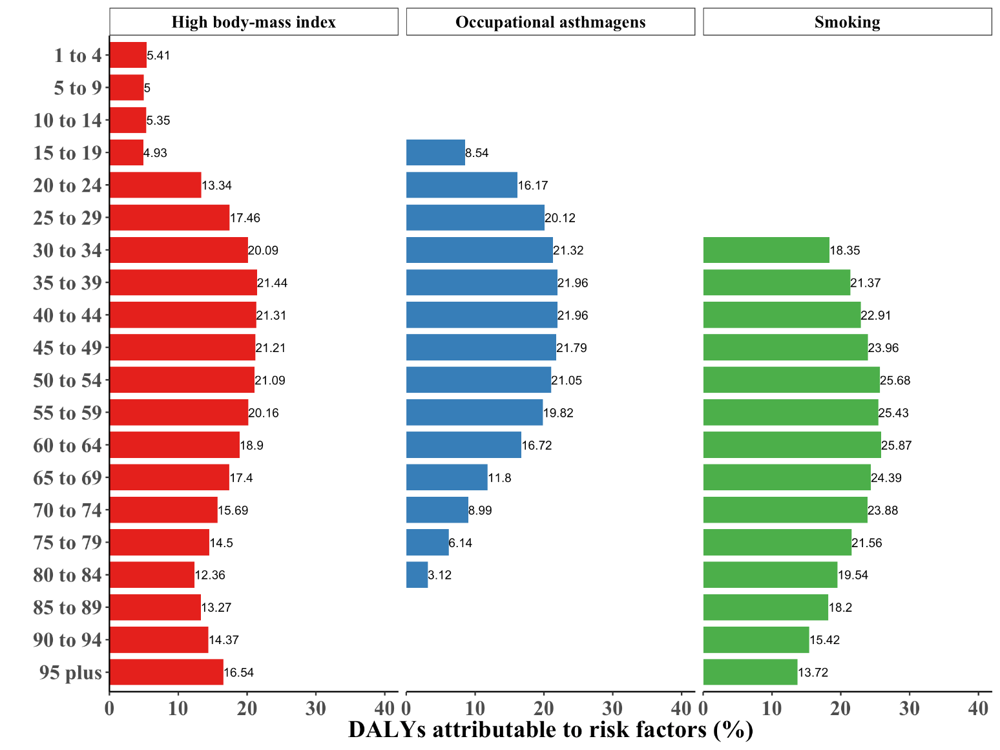 High body-mass index Occupational asthmagens Smoking
1 to 4 5.41
5 to 9 5
10 to 14 5.35
15 to 19 4.93 8.54
20 to 24 13.34 16.17
25 to 29 17.46 20.12
30 to 34 20.09 21.32 18.35
35 to 39 21.44 21.96 21.37
40 to 44 21.31 21.96 22.91
45 to 49 21.21 21.79 23.96
50 to 54 21.09 21.05 25.68
55 to 59 20.16 19.82 25.43
60 to 64 18.9 16.72 25.87
65 to 69 17.4 11.8 24.39
70 to 74 15.69 8.99 23.88
75 to 79 14.5 6.14 21.56
80 to 84 12.36 3.12 19.54
85 to 89 13.27 18.2
90 to 94 14.37 15.42
95 plus 16.54 13.72
0 10 20 30 40 0 10 20 30 40 0 10 20 30 40
DALYs attributable to risk factors (%)